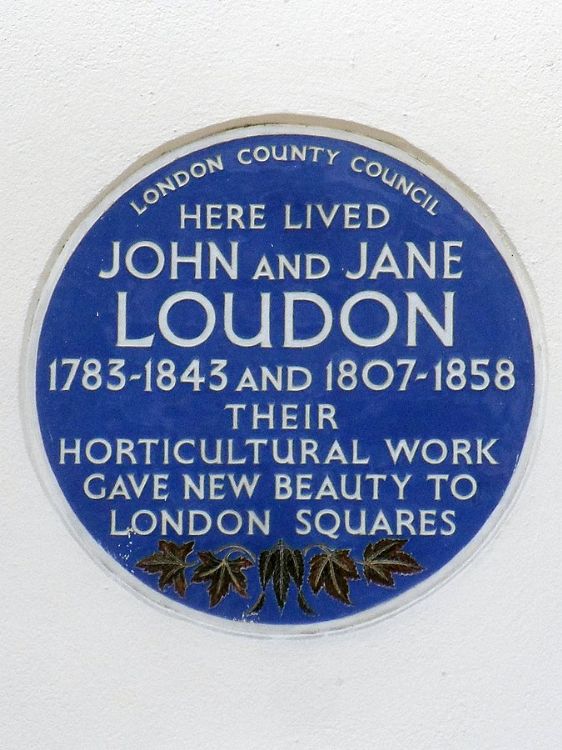 LONDON COUNTY COUNCIL
HERE LIVED
JOHN AND JANE
LOUDON
1783-1843 AND 1807-1858
THEIR
HORTICULTURAL WORK
GAVE NEW BEAUTY TO
LONDON SQUARES